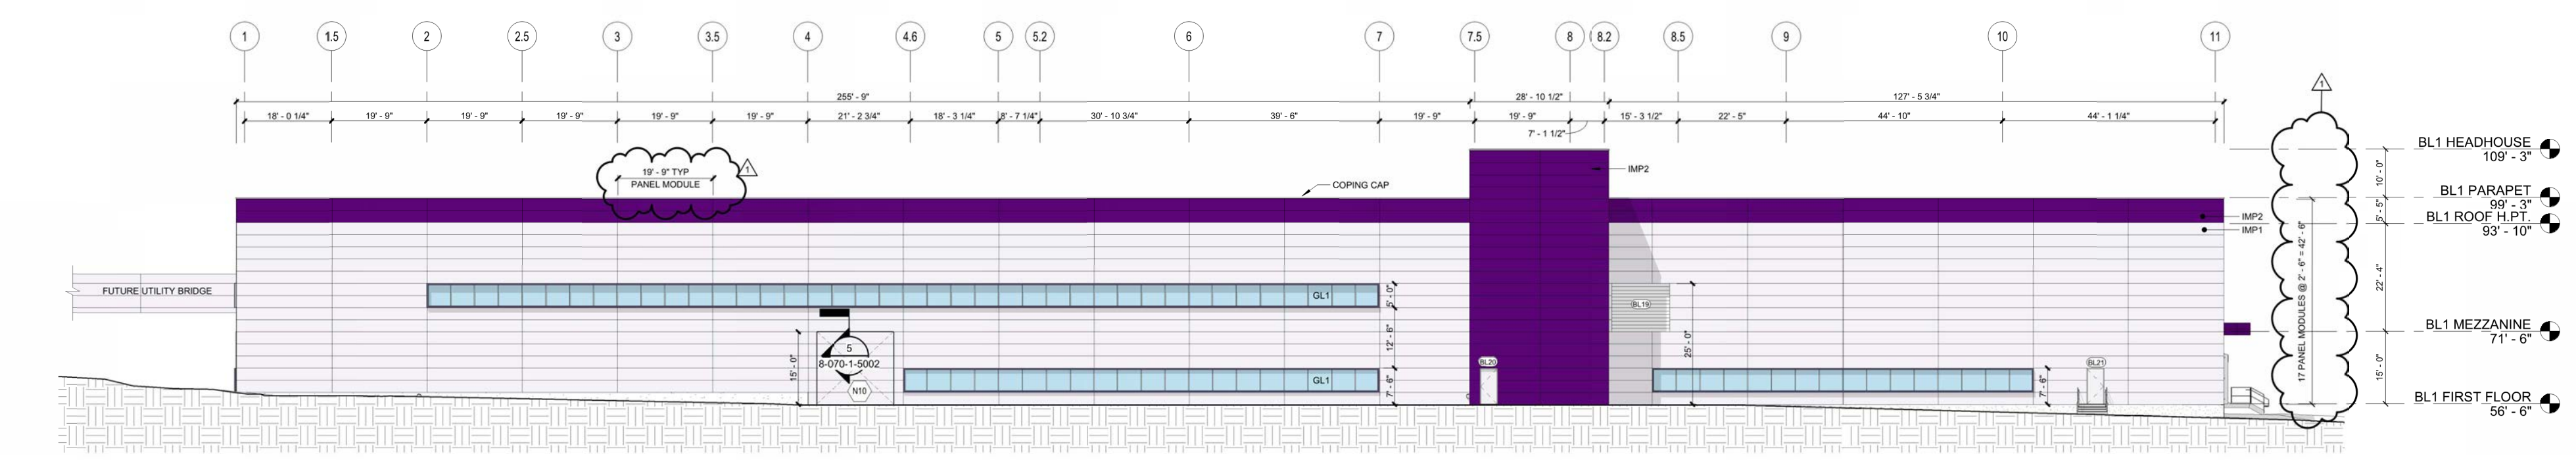 1 1.5 2 2.5 3 3.5 4 4.6 5 5.2 6 7 7.5 8 8.2 8.5 9 10 11
1
255' - 9" 28' - 10 1/2" 127' - 5 3/4"
18' - 0 1/4" 19' - 9" 19' - 9" 19' - 9" 19' - 9" 19' - 9" 21' - 2 3/4" 18' - 3 1/4" 8' - 7 1/4" 30' - 10 3/4" 39' - 6" 19' - 9" 19' - 9" 15' - 3 1/2" 22' - 5" 44' - 10" 44' - 1 1/4"
7' - 1 1/2"
BL1 HEADHOUSE
109' - 3"
10' - 0"
19' - 9" TYP
PANEL MODULE
1
IMP2
COPING CAP
BL1 PARAPET
99' - 3"
5' - 5"
IMP2
BL1 ROOF H.PT.
93' - 10"
IMP1
22' - 4"
17 PANEL MODULES @ 2' - 6" = 42' - 6"
FUTURE UTILITY BRIDGE
GL1
5' - 0"
BL19
BL1 MEZZANINE
71' - 6"
12' - 6"
25' - 0"
15' - 0"
5
8-070-1-5002
N10
GL1
7' - 6"
BL20
7' - 6"
BL21
15' - 0"
BL1 FIRST FLOOR
56' - 6"